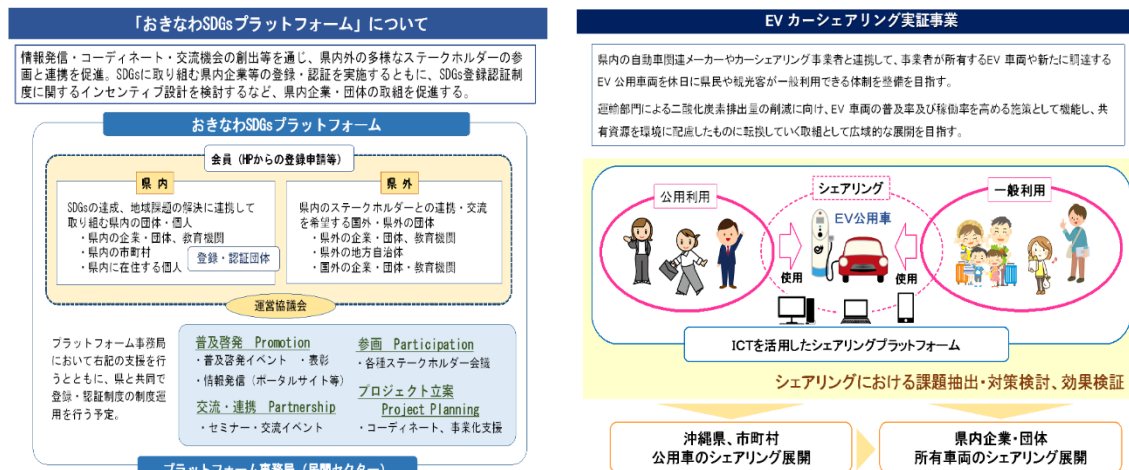 「おきなわSDGsプラットフォーム」について
情報発信・コーディネート・交流機会の創出等を通じ、県内外の多様なステークホルダーの参
画と連携を促進。SDGsに取り組む県内企業等の登録・認証を実施するともに、SDGs登録認証制
度に関するインセンティブ設計を検討するなど、県内企業・団体の取組を促進する。
おきなわSDGsプラットフォーム
会員（HPからの登録申請等）
県 内
SDGsの達成、地域課題の解決に連携して
取り組む県内の団体・個人
・県内の企業・団体、教育機関
・県内の市町村
・県内に在住する個人
登録・認証団体
県 外
県内のステークホルダーとの連携・交流
を希望する国外・県外の団体
・県外の企業・団体、教育機関
・県外の地方自治体
・国外の企業・団体・教育機関
運営協議会
プラットフォーム事務局
において右記の支援を行
うとともに、県と共同で
登録・認証制度の制度運
用を行う予定。
普及啓発 Promotion
・普及啓発イベント ・表彰
・情報発信（ポータルサイト等）
交流・連携 Partnership
・セミナー・交流イベント
参画 Participation
・各種ステークホルダー会議
プロジェクト立案
Project Planning
・コーディネート、事業化支援
プラットフォーム事務局（民間セクター）
EV カーシェアリング実証事業
県内の自動車関連メーカーやカーシェアリング事業者と連携して、事業者が所有するEV 車両や新たに調達する
EV 公用車両を休日に県民や観光客が一般利用できる体制を整備を目指す。
運輸部門による二酸化炭素排出量の削減に向け、EV 車両の普及率及び稼働率を高める施策として機能し、共
有資源を環境に配慮したものに転換していく取組として広域的な展開を目指す。
公用利用
シェアリング
一般利用
EV公用車
使用
使用
ICTを活用したシェアリングプラットフォーム
シェアリングにおける課題抽出・対策検討、効果検証
沖縄県、市町村
公用車のシェアリング展開
県内企業・団体
所有車両のシェアリング展開